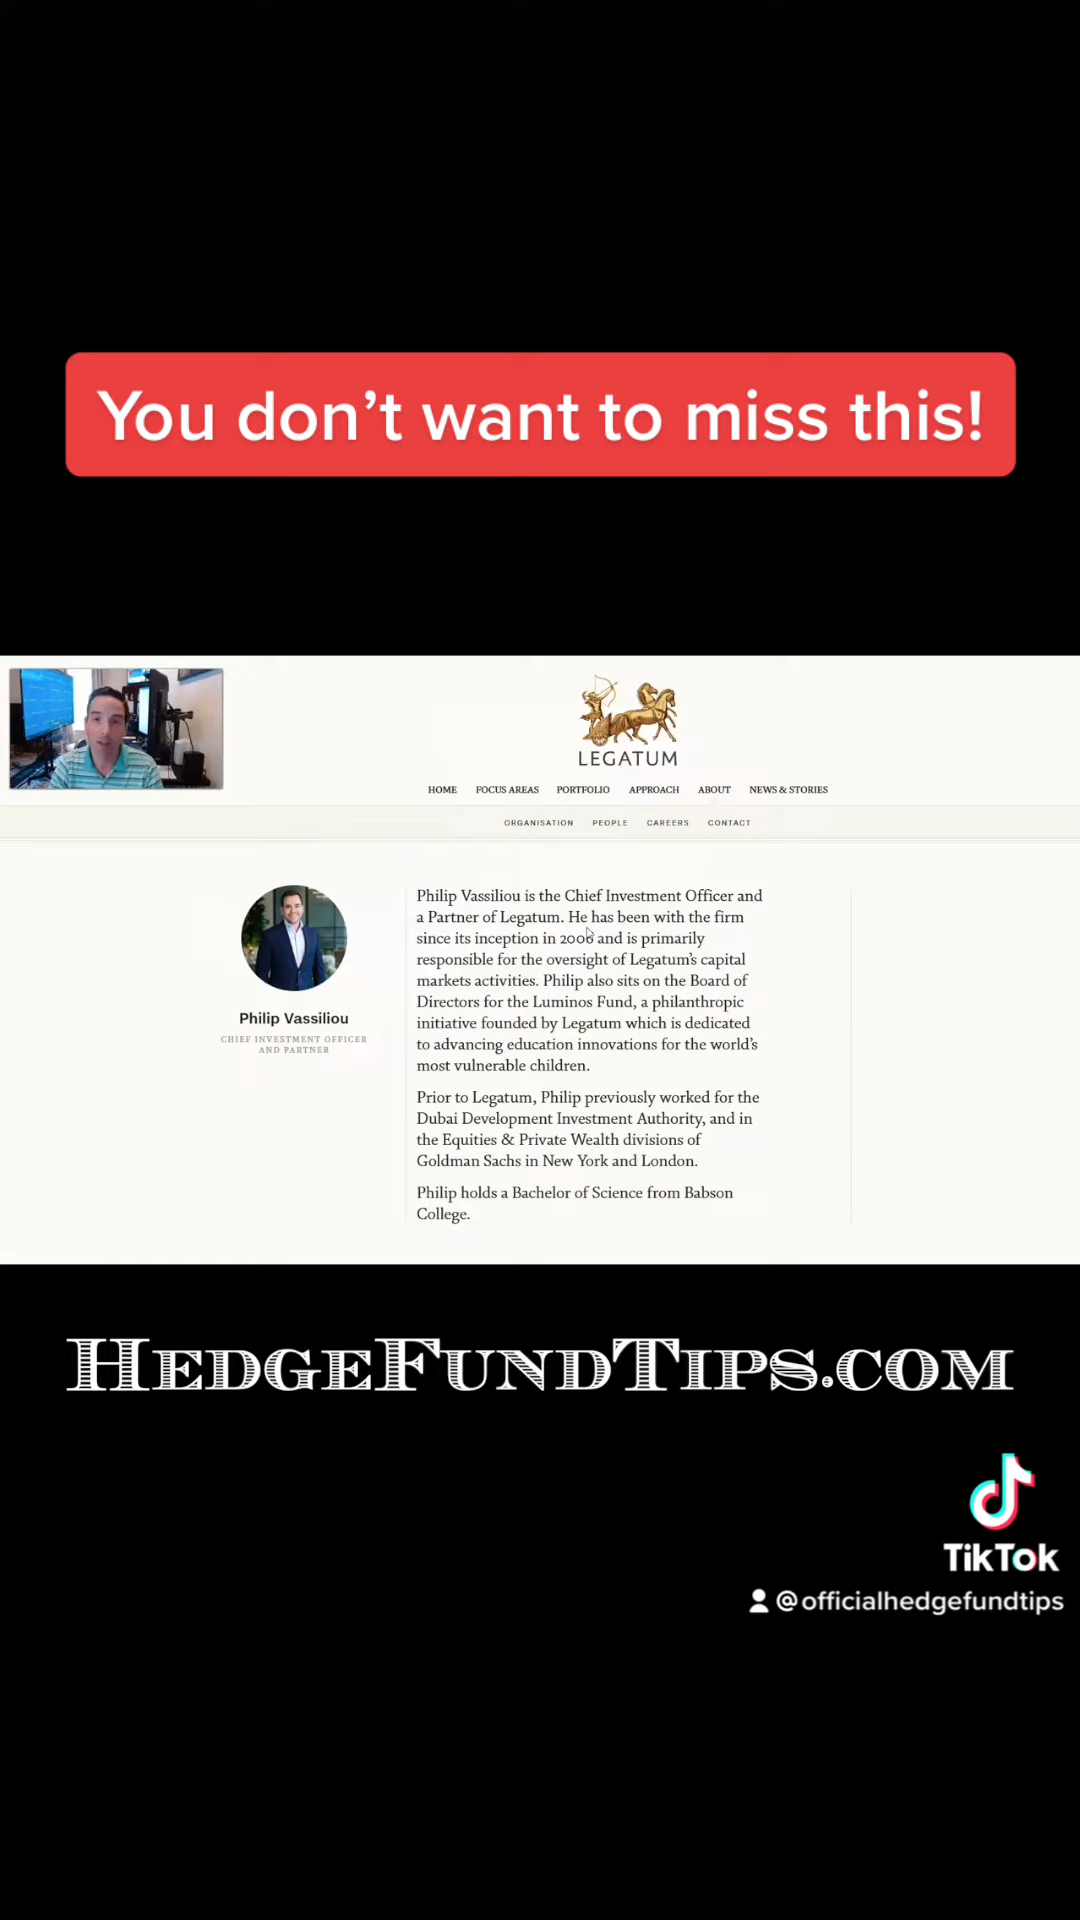 You don’t want to miss this!
LEGATUM
HOME FOCUS AREAS PORTFOLIO APPROACH ABOUT NEWS & STORIES
ORGANISATION PEOPLE CAREERS CONTACT
Philip Vassiliou
CHIEF INVESTMENT OFFICER
AND PARTNER
Philip Vassiliou is the Chief Investment Officer and
a Partner of Legatum. He has been with the firm
since its inception in 2006 and is primarily
responsible for the oversight of Legatum’s capital
markets activities. Philip also sits on the Board of
Directors for the Luminos Fund, a philanthropic
initiative founded by Legatum which is dedicated
to advancing education innovations for the world’s
most vulnerable children.
Prior to Legatum, Philip previously worked for the
Dubai Development Investment Authority, and in
the Equities & Private Wealth divisions of
Goldman Sachs in New York and London.
Philip holds a Bachelor of Science from Babson
College.
HEDGEFUNDTIPS.COM
TikTok
@officialhedgefundtips